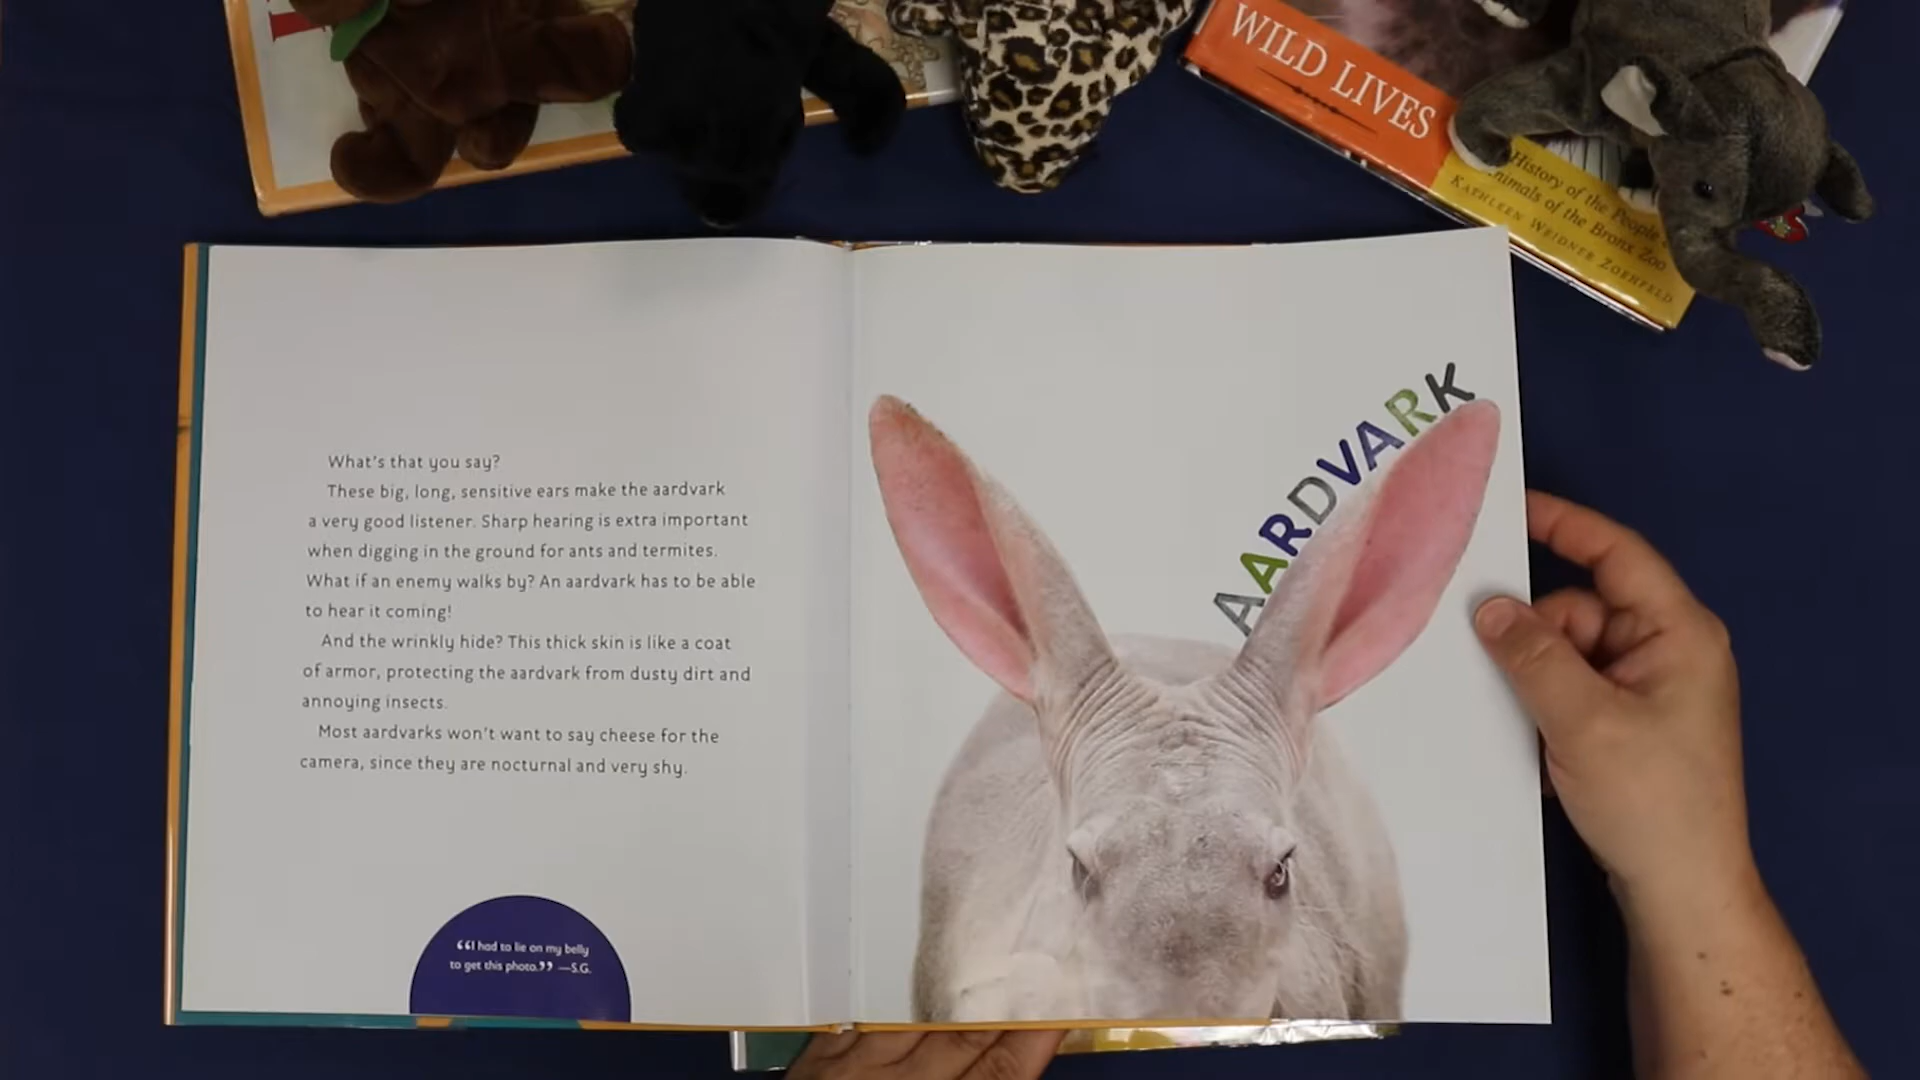 WILD LIVES
History of the People
nimals of the Bronx Zoo
KATHLEEN WEIDNER ZOEHFELD
What's that you say?
These big, long, sensitive ears make the aardvark
a very good listener. Sharp hearing is extra important
when digging in the ground for ants and termites.
What if an enemy walks by? An aardvark has to be able
to hear it coming!
And the wrinkly hide? This thick skin is like a coat
of armor, protecting the aardvark from dusty dirt and
annoying insects.
Most aardvarks won't want to say cheese for the
camera, since they are nocturnal and very shy.
“I had to lie on my belly
to get this photo.” —S.G.
AARDVARK